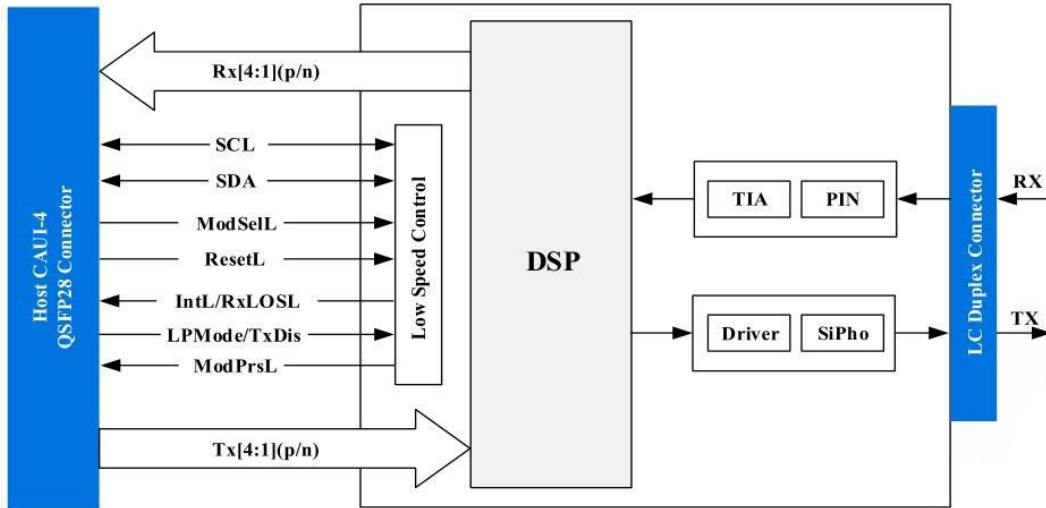 Host CAUI-4
QSFP28 Connector
Rx[4:1](p/n)
SCL
SDA
ModSelL
ResetL
IntL/RxLOSL
LPMode/TxDis
ModPrsL
Tx[4:1](p/n)
Low Speed Control
DSP
TIA
PIN
Driver
SiPho
LC Duplex Connector
RX
TX